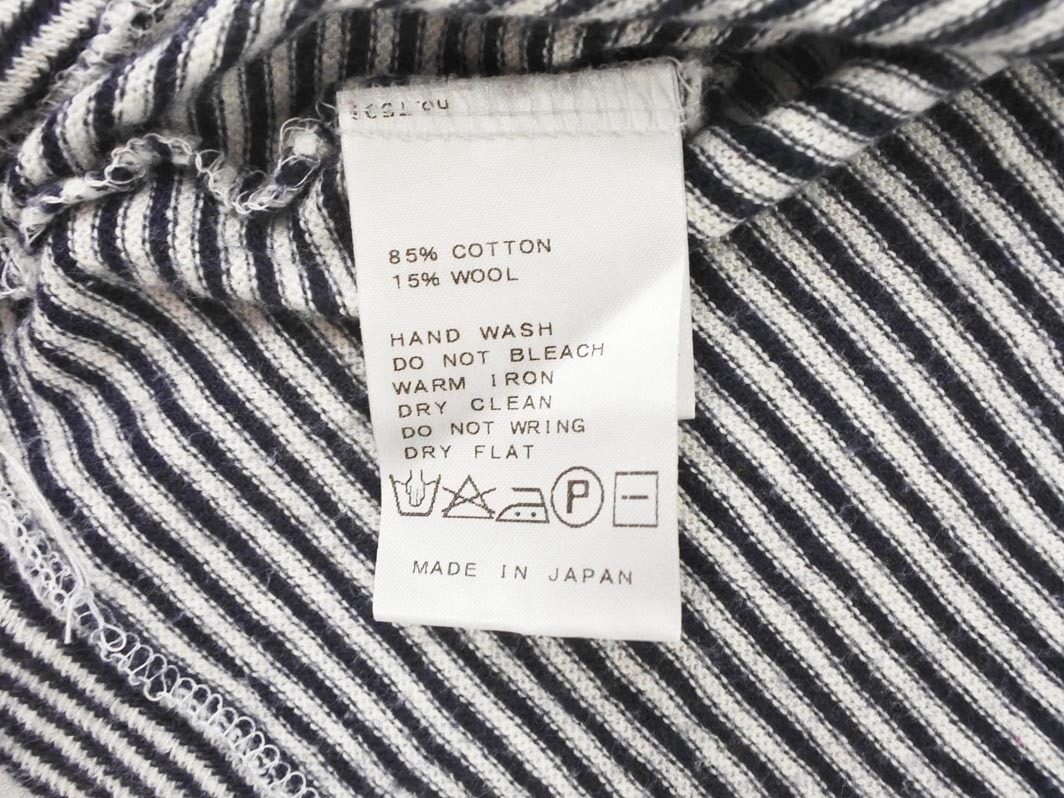 85% COTTON
15% WOOL
HAND WASH
DO NOT BLEACH
WARM IRON
DRY CLEAN
DO NOT WRING
DRY FLAT
P
MADE IN JAPAN